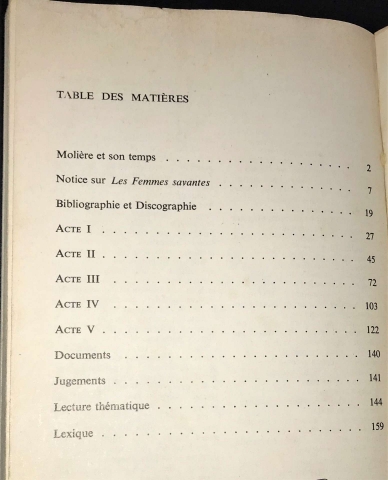 TABLE DES MATIÈRES
Molière et son temps . . . . . . . . . . . . . . . . . . 2
Notice sur Les Femmes savantes . . . . . . . . . . . . . 7
Bibliographie et Discographie . . . . . . . . . . . . . . 19
ACTE I . . . . . . . . . . . . . . . . . . . . . . . 27
ACTE II . . . . . . . . . . . . . . . . . . . . . . 45
ACTE III . . . . . . . . . . . . . . . . . . . . . . 72
ACTE IV . . . . . . . . . . . . . . . . . . . . . . 103
ACTE V . . . . . . . . . . . . . . . . . . . . . . . 122
Documents . . . . . . . . . . . . . . . . . . . . . . 140
Jugements . . . . . . . . . . . . . . . . . . . . . . 141
Lecture thématique . . . . . . . . . . . . . . . . . . 144
Lexique . . . . . . . . . . . . . . . . . . . . . . . 159